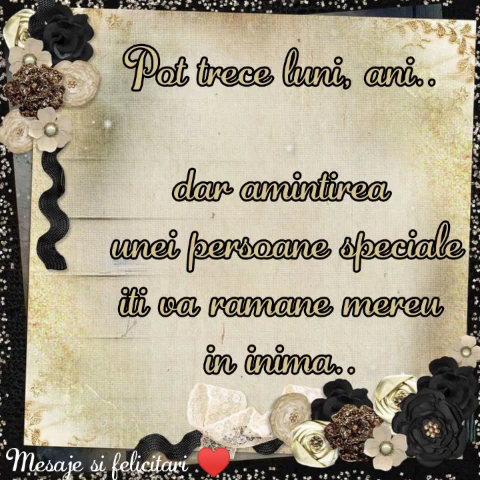 Pot trece luni, ani..
dar amintirea
unei persoane speciale
iti va ramane mereu
in inima..
Mesaje si felicitari ❤